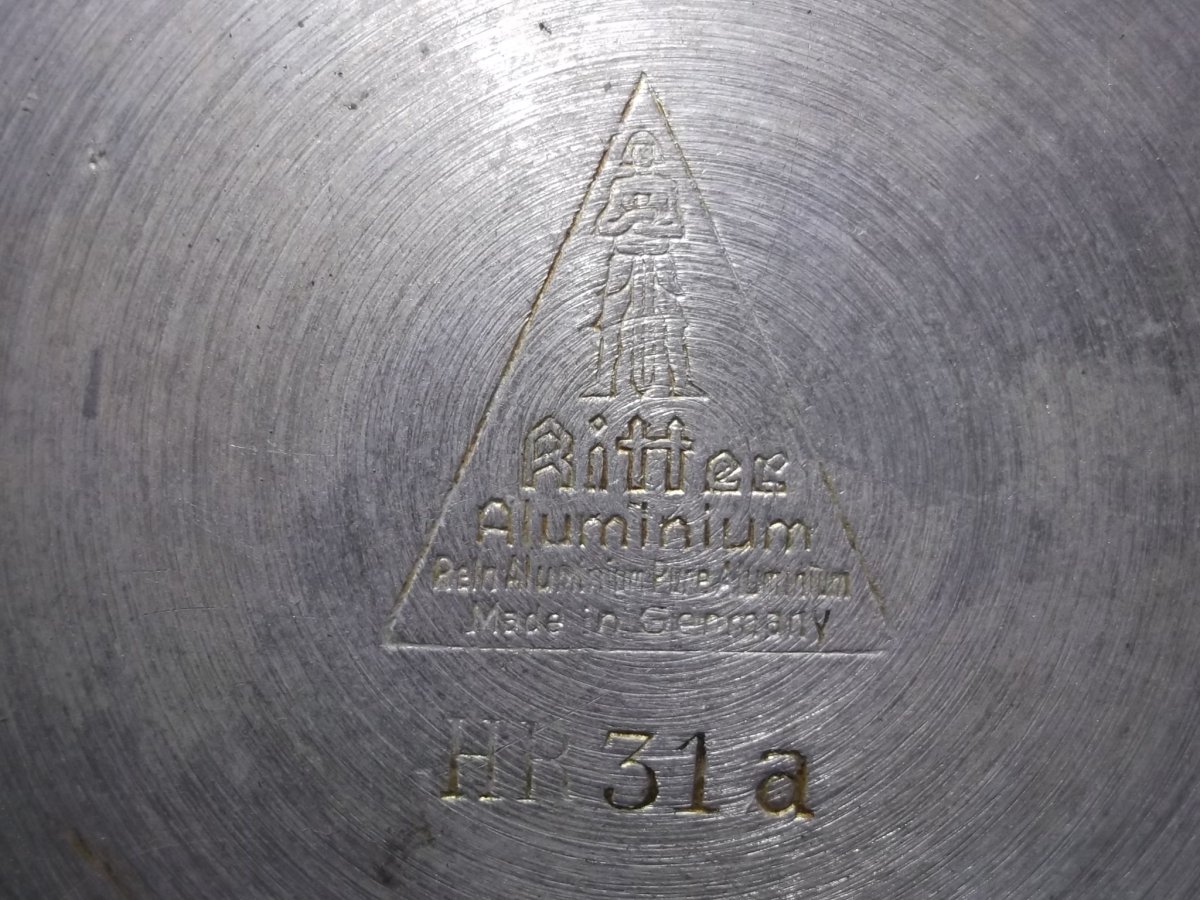 Ritter
Aluminium
Rein Aluminium Pure Aluminium
Made in Germany
HR 31a